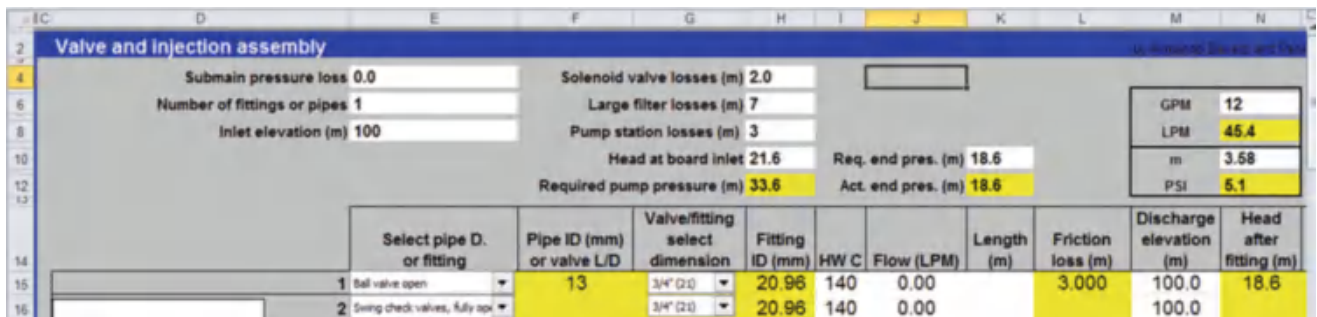 C D E F G H I J K L M N
2 Valve and injection assembly
4 Submain pressure loss 0.0 Solenoid valve losses (m) 2.0
6 Number of fittings or pipes 1 Large filter losses (m) 7 GPM 12
8 Inlet elevation (m) 100 Pump station losses (m) 3 LPM 45.4
10 Head at board inlet 21.6 Req. end pres. (m) 18.6 m 3.58
12 Required pump pressure (m) 33.6 Act. end pres. (m) 18.6 PSI 5.1
13
Valve/fitting Discharge Head
Select pipe D. Pipe ID (mm) select Fitting Length Friction elevation after
14 or fitting or valve L/D dimension ID (mm) HW C Flow (LPM) (m) loss (m) (m) fitting (m)
15 1 Ball valve open 13 3/4" (21) 20.96 140 0.00 3.000 100.0 18.6
16 2 Swing check valves, fully ope 3/4" (21) 20.96 140 0.00 100.0